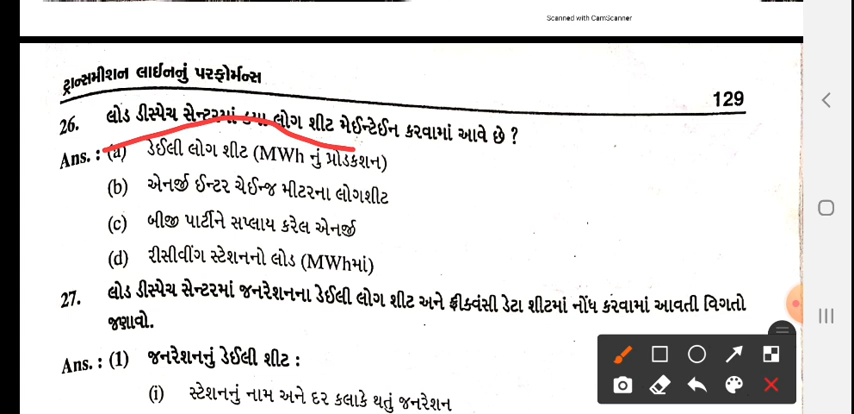 Scanned with CamScanner
ટ્રાન્સમીશન લાઈનનું પરફોર્મન્સ
129
26. લોડ ડીસ્પેચ સેન્ટરમાં કયા લોગ શીટ મેઈન્ટેઈન કરવામાં આવે છે ?
Ans. : (a) ડેઈલી લોગ શીટ (MWh નું પ્રોડકશન)
(b) એનર્જી ઈન્ટર ચેઈન્જ મીટરના લોગશીટ
(c) બીજી પાર્ટીને સપ્લાય કરેલ એનર્જી
(d) રીસીવીંગ સ્ટેશનનો લોડ (MWhમાં)
27. લોડ ડીસ્પેચ સેન્ટરમાં જનરેશનના ડેઈલી લોગ શીટ અને ફ્રીકવંસી ડેટા શીટમાં નોંધ કરવામાં આવતી વિગતો
જણાવો.
Ans. : (1) જનરેશનનું ડેઈલી શીટ :
(i) સ્ટેશનનું નામ અને દર કલાકે થતું જનરેશન